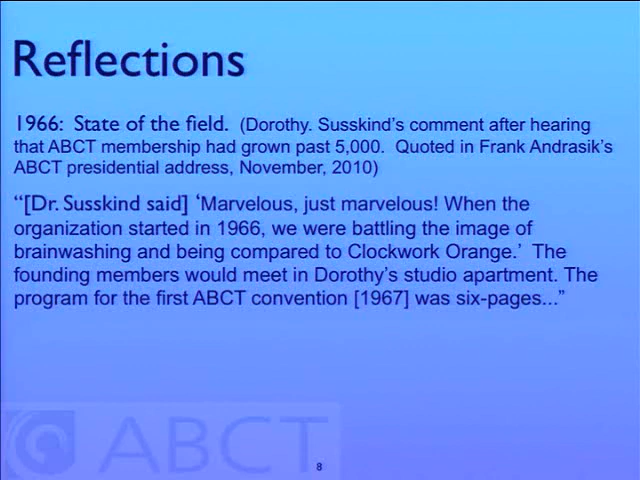 Reflections
1966:  State of the field.  (Dorothy. Susskind's comment after hearing
that ABCT membership had grown past 5,000.  Quoted in Frank Andrasik's
ABCT presidential address, November, 2010)
“[Dr. Susskind said] ‘Marvelous, just marvelous! When the
organization started in 1966, we were battling the image of
brainwashing and being compared to Clockwork Orange.’  The
founding members would meet in Dorothy’s studio apartment. The
program for the first ABCT convention [1967] was six-pages...”
ABCT
8